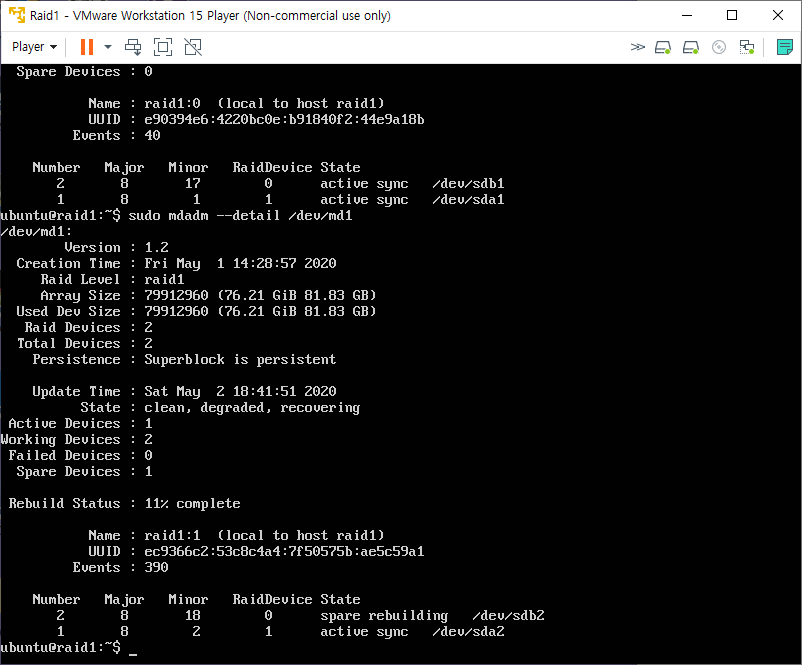 Raid1 - VMware Workstation 15 Player (Non-commercial use only)
Player
Spare Devices : 0
Name : raid1:0  (local to host raid1)
UUID : e90394e6:4220bc0e:b91840f2:44e9a18b
Events : 40
Number   Major   Minor   RaidDevice State
2       8       17        0      active sync   /dev/sdb1
1       8        1        1      active sync   /dev/sda1
ubuntu@raid1:~$ sudo mdadm --detail /dev/md1
/dev/md1:
Version : 1.2
Creation Time : Fri May  1 14:28:57 2020
Raid Level : raid1
Array Size : 79912960 (76.21 GiB 81.83 GB)
Used Dev Size : 79912960 (76.21 GiB 81.83 GB)
Raid Devices : 2
Total Devices : 2
Persistence : Superblock is persistent
Update Time : Sat May  2 18:41:51 2020
State : clean, degraded, recovering
Active Devices : 1
Working Devices : 2
Failed Devices : 0
Spare Devices : 1
Rebuild Status : 11% complete
Name : raid1:1  (local to host raid1)
UUID : ec9366c2:53c8c4a4:7f50575b:ae5c59a1
Events : 390
Number   Major   Minor   RaidDevice State
2       8       18        0      spare rebuilding   /dev/sdb2
1       8        2        1      active sync   /dev/sda2
ubuntu@raid1:~$ _